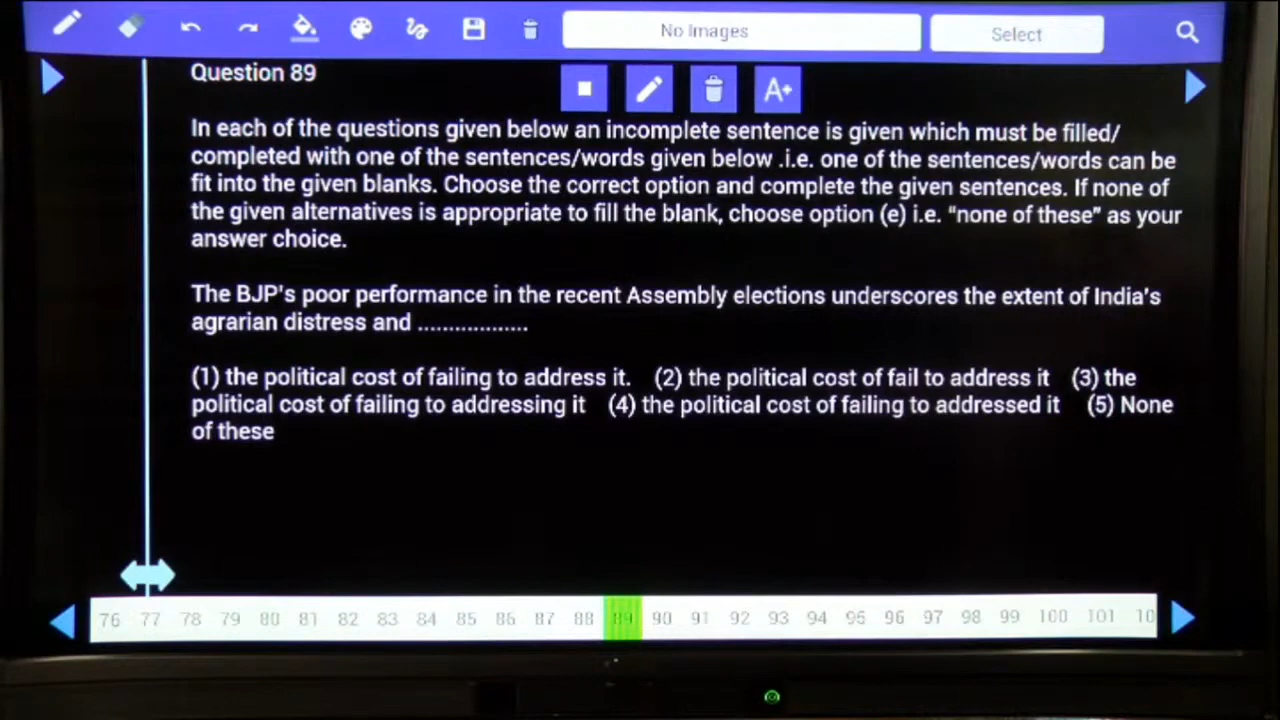 No Images
Select
Question 89
A+
In each of the questions given below an incomplete sentence is given which must be filled/
completed with one of the sentences/words given below .i.e. one of the sentences/words can be
fit into the given blanks. Choose the correct option and complete the given sentences. If none of
the given alternatives is appropriate to fill the blank, choose option (e) i.e. “none of these” as your
answer choice.
The BJP's poor performance in the recent Assembly elections underscores the extent of India's
agrarian distress and ..................
(1) the political cost of failing to address it. (2) the political cost of fail to address it (3) the
political cost of failing to addressing it (4) the political cost of failing to addressed it (5) None
of these
76 77 78 79 80 81 82 83 84 85 86 87 88 89 90 91 92 93 94 95 96 97 98 99 100 101 10